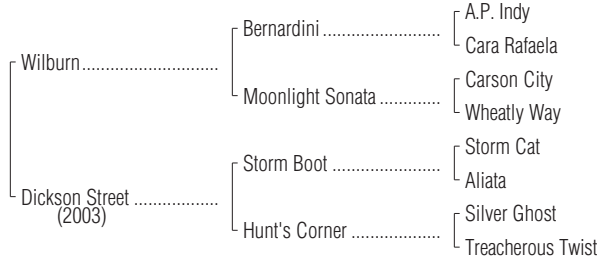 A.P. Indy
Bernardini
Cara Rafaela
Wilburn
Carson City
Moonlight Sonata
Wheatly Way
Storm Cat
Storm Boot
Aliata
Dickson Street
(2003)
Silver Ghost
Hunt's Corner
Treacherous Twist